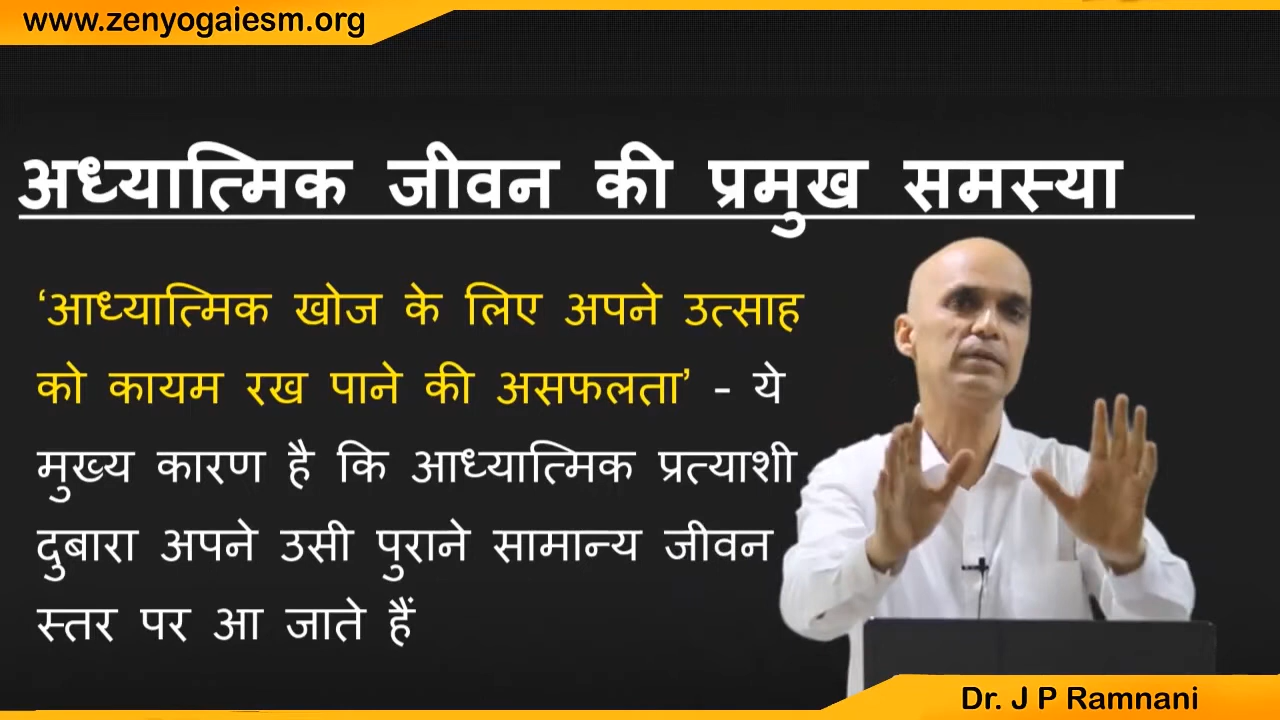 www.zenyogaiesm.org
अध्यात्मिक जीवन की प्रमुख समस्या
‘आध्यात्मिक खोज के लिए अपने उत्साह
को कायम रख पाने की असफलता’ - ये
मुख्य कारण है कि आध्यात्मिक प्रत्याशी
दुबारा अपने उसी पुराने सामान्य जीवन
स्तर पर आ जाते हैं
Dr. J P Ramnani